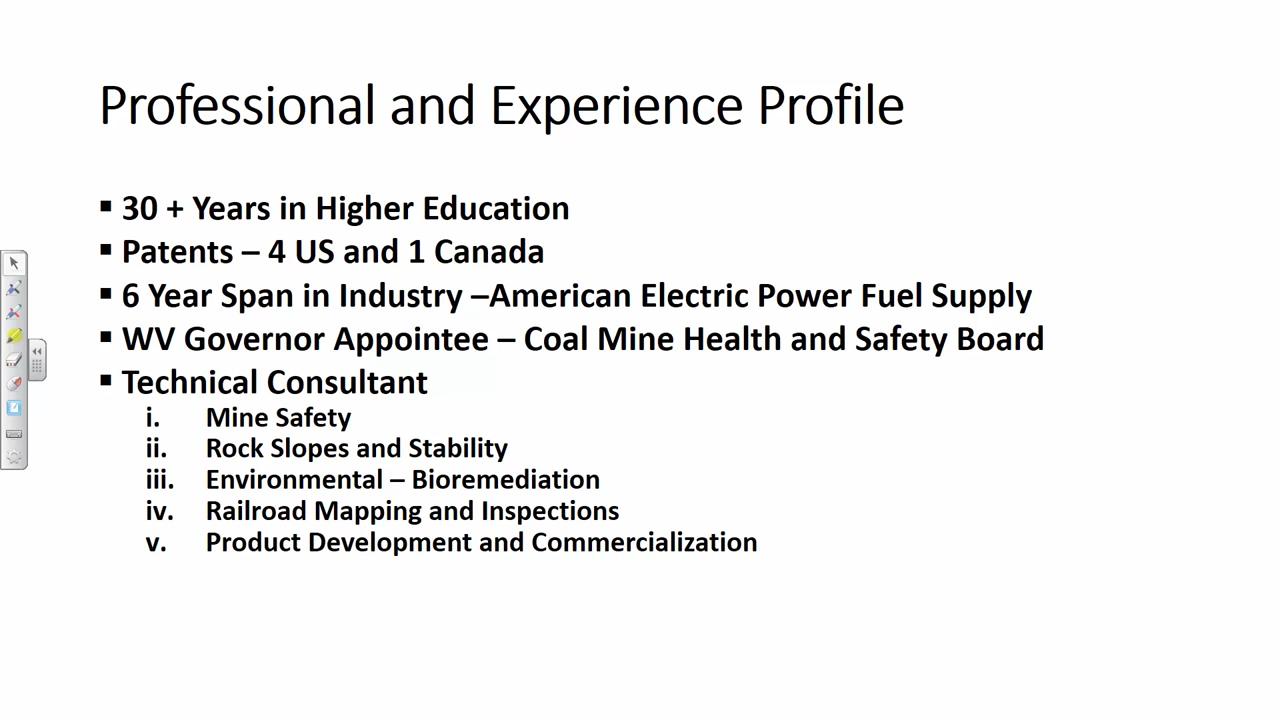 Professional and Experience Profile
▪ 30 + Years in Higher Education
▪ Patents – 4 US and 1 Canada
▪ 6 Year Span in Industry –American Electric Power Fuel Supply
▪ WV Governor Appointee – Coal Mine Health and Safety Board
▪ Technical Consultant
i. Mine Safety
ii. Rock Slopes and Stability
iii. Environmental – Bioremediation
iv. Railroad Mapping and Inspections
v. Product Development and Commercialization